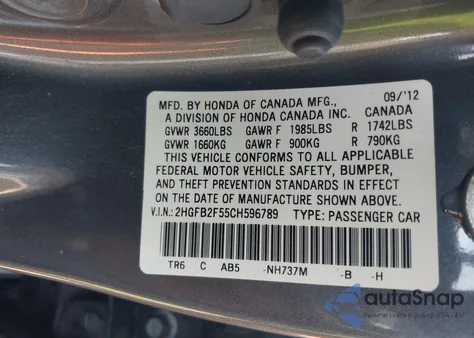 09/'12
MFD. BY HONDA OF CANADA MFG.,
A DIVISION OF HONDA CANADA INC. CANADA
GVWR 3660LBS GAWR F 1985LBS R 1742LBS
GVWR 1660KG GAWR F 900KG R 790KG
THIS VEHICLE CONFORMS TO ALL APPLICABLE
FEDERAL MOTOR VEHICLE SAFETY, BUMPER,
AND THEFT PREVENTION STANDARDS IN EFFECT
ON THE DATE OF MANUFACTURE SHOWN ABOVE.
V.I.N.: 2HGFB2F55CH596789 TYPE: PASSENGER CAR
TR6 C AB5 -NH737M -B -H
autoSnap